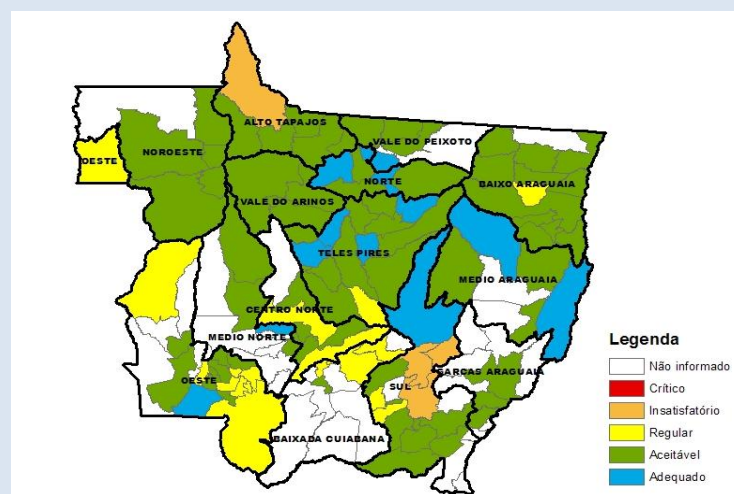 ALTO TAPAJOS
VALE DO PEIXOTO
NOROESTE
OESTE
NORTE
BAIXO ARAGUAIA
VALE DO ARINOS
TELES PIRES
MEDIO ARAGUAIA
CENTRO NORTE
MEDIO NORTE
GARÇAS ARAGUAIA
OESTE
SUL
BAIXADA CUIABANA
Legenda
Não informado
Crítico
Insatisfatório
Regular
Aceitável
Adequado